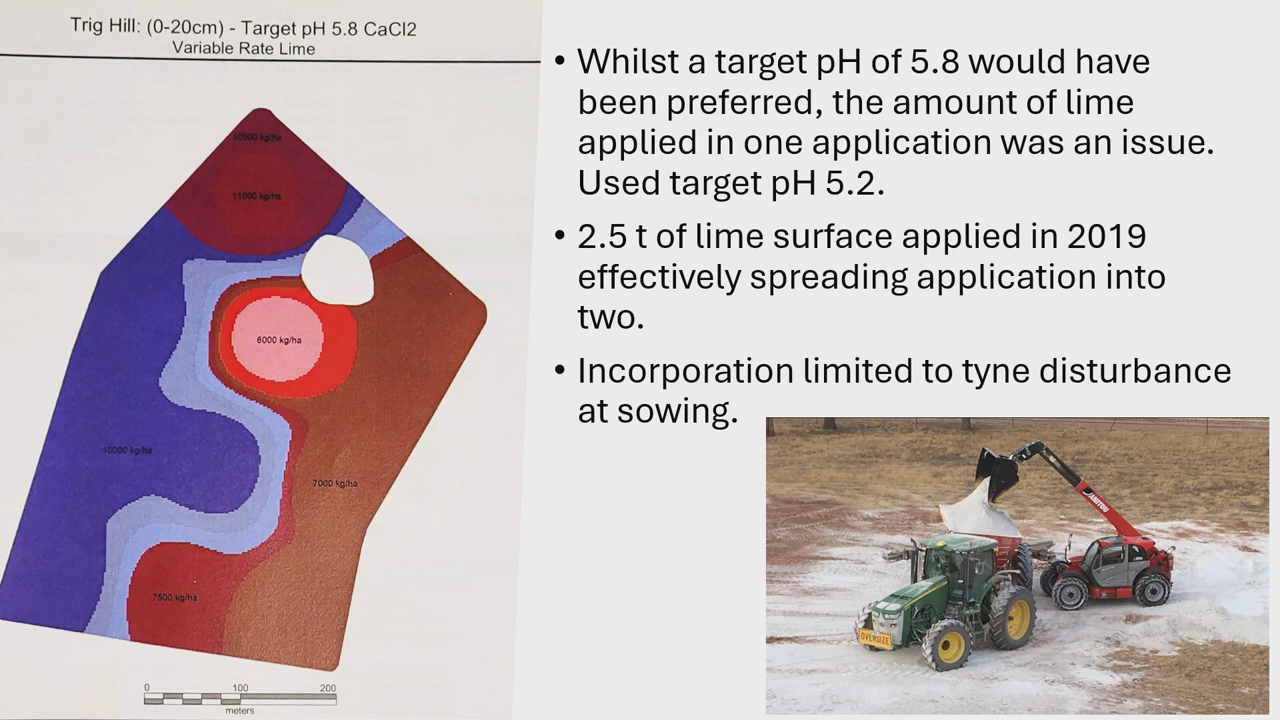 Trig Hill: (0-20cm) - Target pH 5.8 CaCl2
Variable Rate Lime
10500 kg/ha
11000 kg/ha
6000 kg/ha
10000 kg/ha
7000 kg/ha
7500 kg/ha
0 100 200
meters
• Whilst a target pH of 5.8 would have
been preferred, the amount of lime
applied in one application was an issue.
Used target pH 5.2.
• 2.5 t of lime surface applied in 2019
effectively spreading application into
two.
• Incorporation limited to tyne disturbance
at sowing.
MANITOU
OVERSIZE